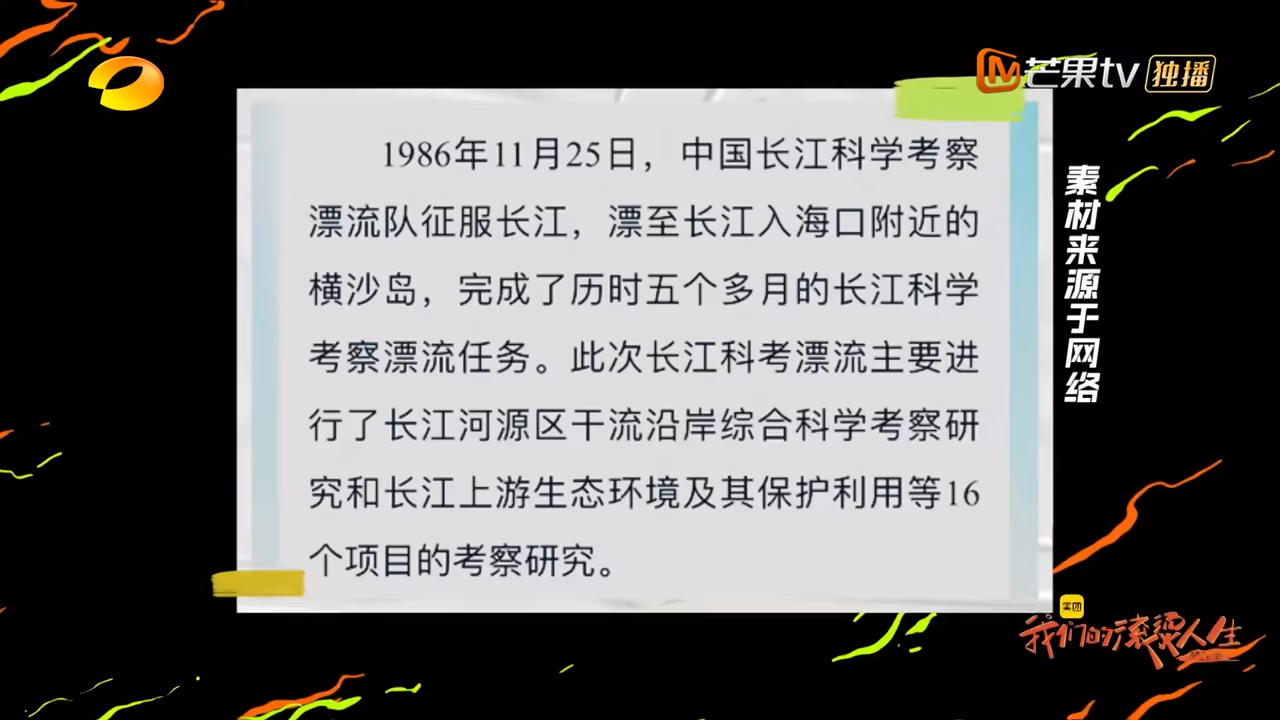 芒果tv 独播
1986年11月25日，中国长江科学考察
漂流队征服长江，漂至长江入海口附近的
横沙岛，完成了历时五个多月的长江科学
考察漂流任务。此次长江科考漂流主要进
行了长江河源区干流沿岸综合科学考察研
究和长江上游生态环境及其保护利用等16
个项目的考察研究。
素材来源于网络
美团
我们的滚烫人生